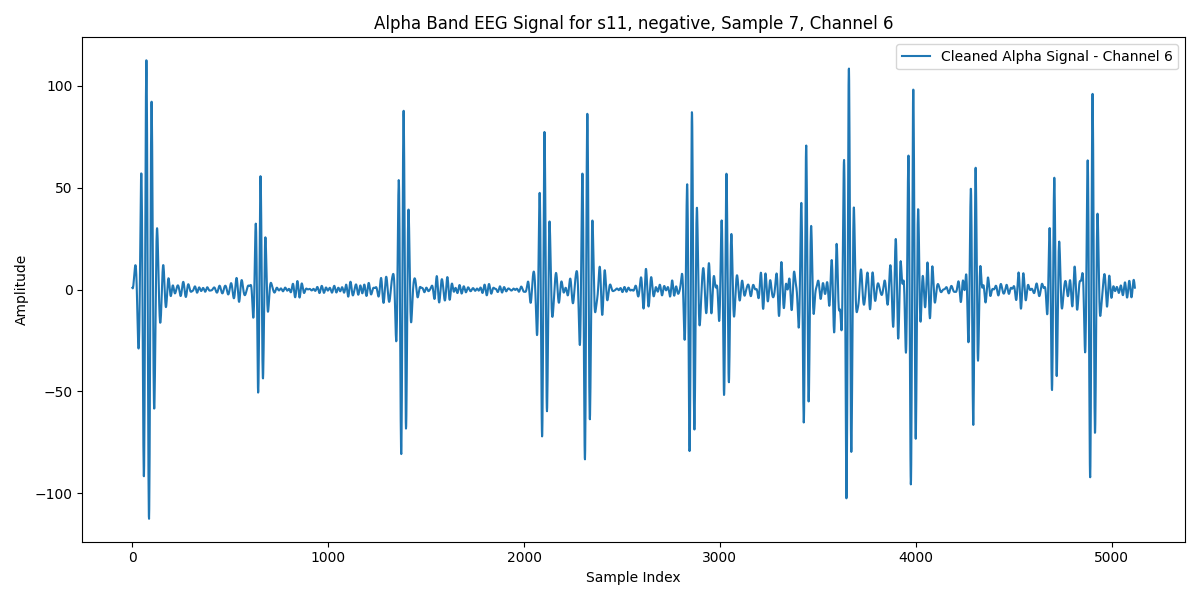 Alpha Band EEG Signal for s11, negative, Sample 7, Channel 6
Cleaned Alpha Signal - Channel 6
Amplitude
100
50
0
−50
−100
0 1000 2000 3000 4000 5000
Sample Index